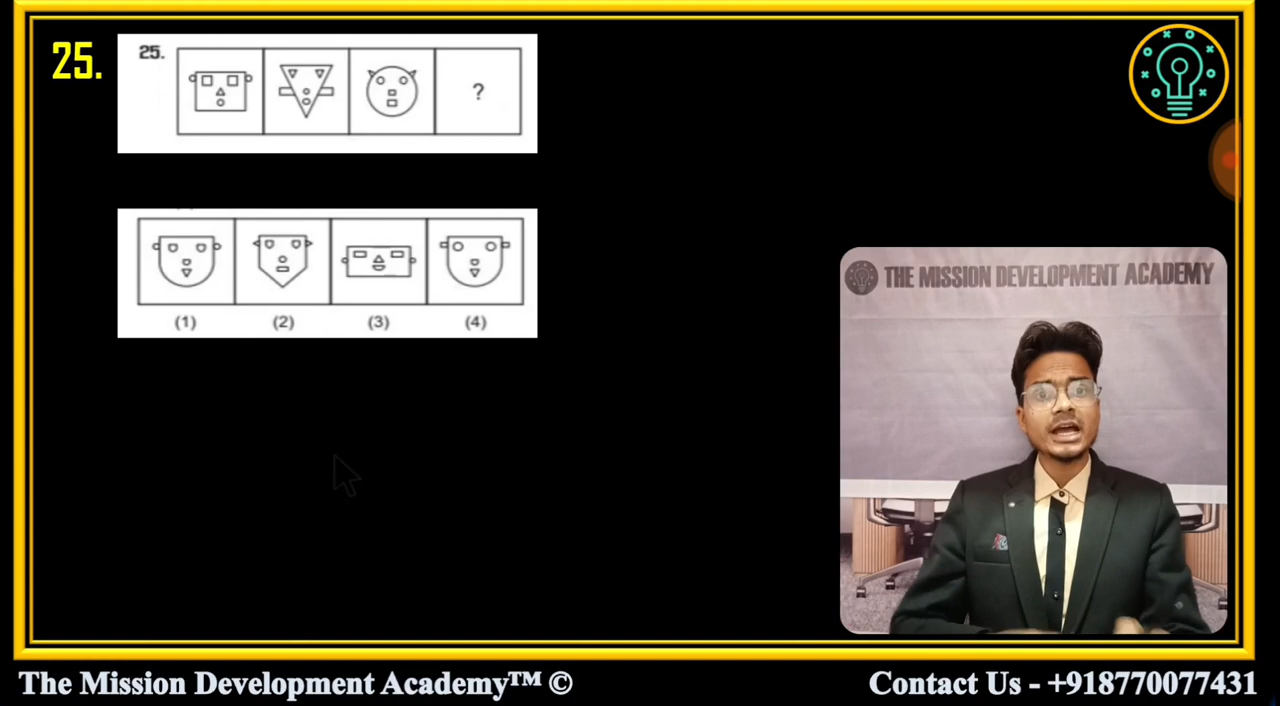 25.
25.
?
(1) (2) (3) (4)
THE MISSION DEVELOPMENT ACADEMY
The Mission Development Academy™ ©
Contact Us - +918770077431